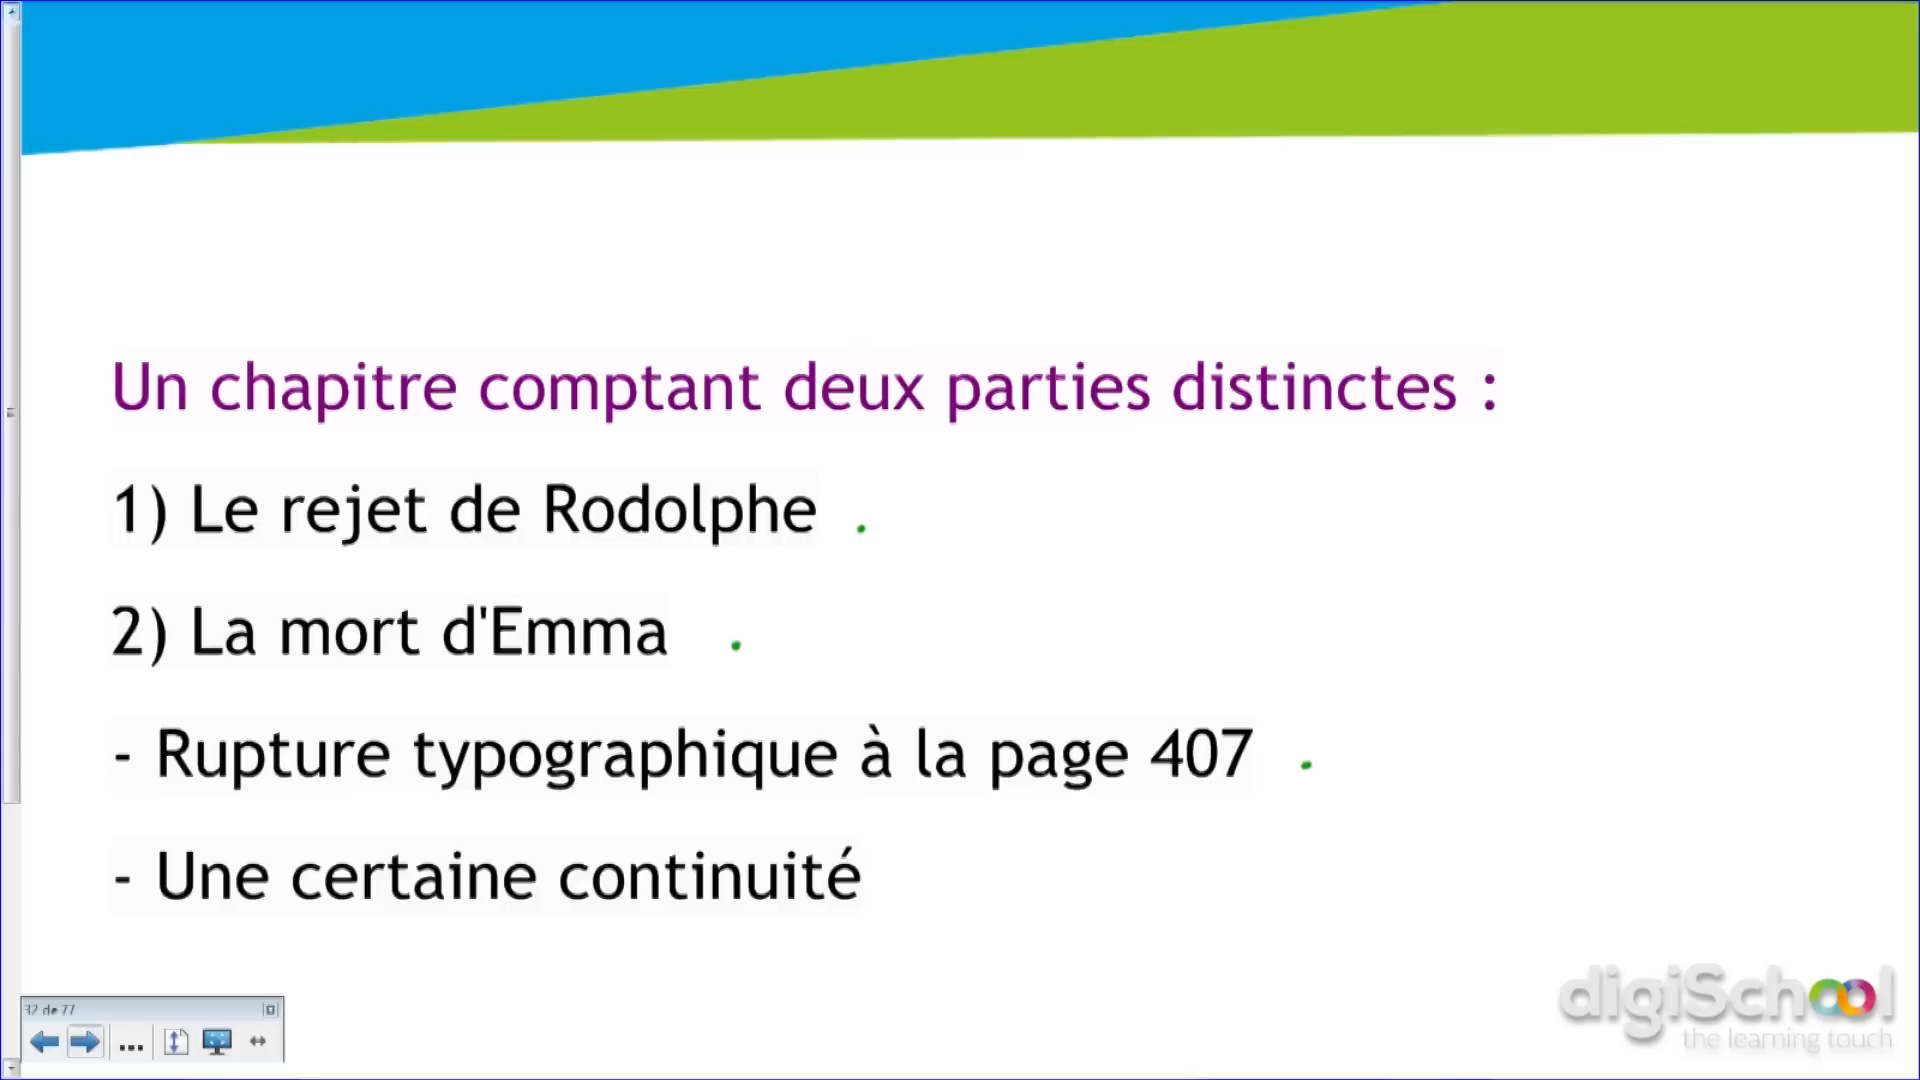 Un chapitre comptant deux parties distinctes :
1) Le rejet de Rodolphe .
2) La mort d'Emma .
- Rupture typographique à la page 407 .
- Une certaine continuité
32 de 77
...
digiSchool
the learning touch